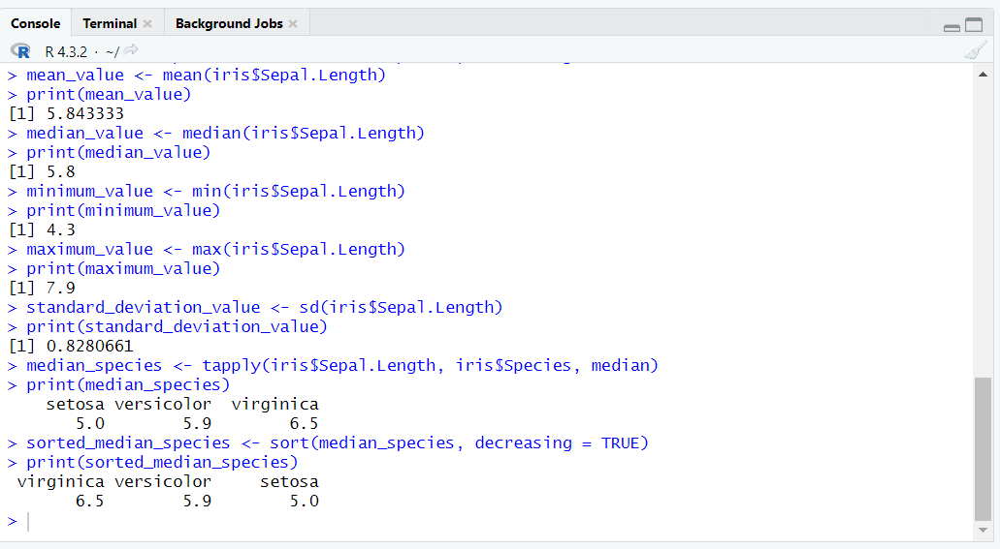 Console Terminal Background Jobs
R R 4.3.2 · ~/
> mean_value <- mean(iris$Sepal.Length)
> print(mean_value)
[1] 5.843333
> median_value <- median(iris$Sepal.Length)
> print(median_value)
[1] 5.8
> minimum_value <- min(iris$Sepal.Length)
> print(minimum_value)
[1] 4.3
> maximum_value <- max(iris$Sepal.Length)
> print(maximum_value)
[1] 7.9
> standard_deviation_value <- sd(iris$Sepal.Length)
> print(standard_deviation_value)
[1] 0.8280661
> median_species <- tapply(iris$Sepal.Length, iris$Species, median)
> print(median_species)
    setosa versicolor  virginica
       5.0        5.9        6.5
> sorted_median_species <- sort(median_species, decreasing = TRUE)
> print(sorted_median_species)
 virginica versicolor     setosa
       6.5        5.9        5.0
>